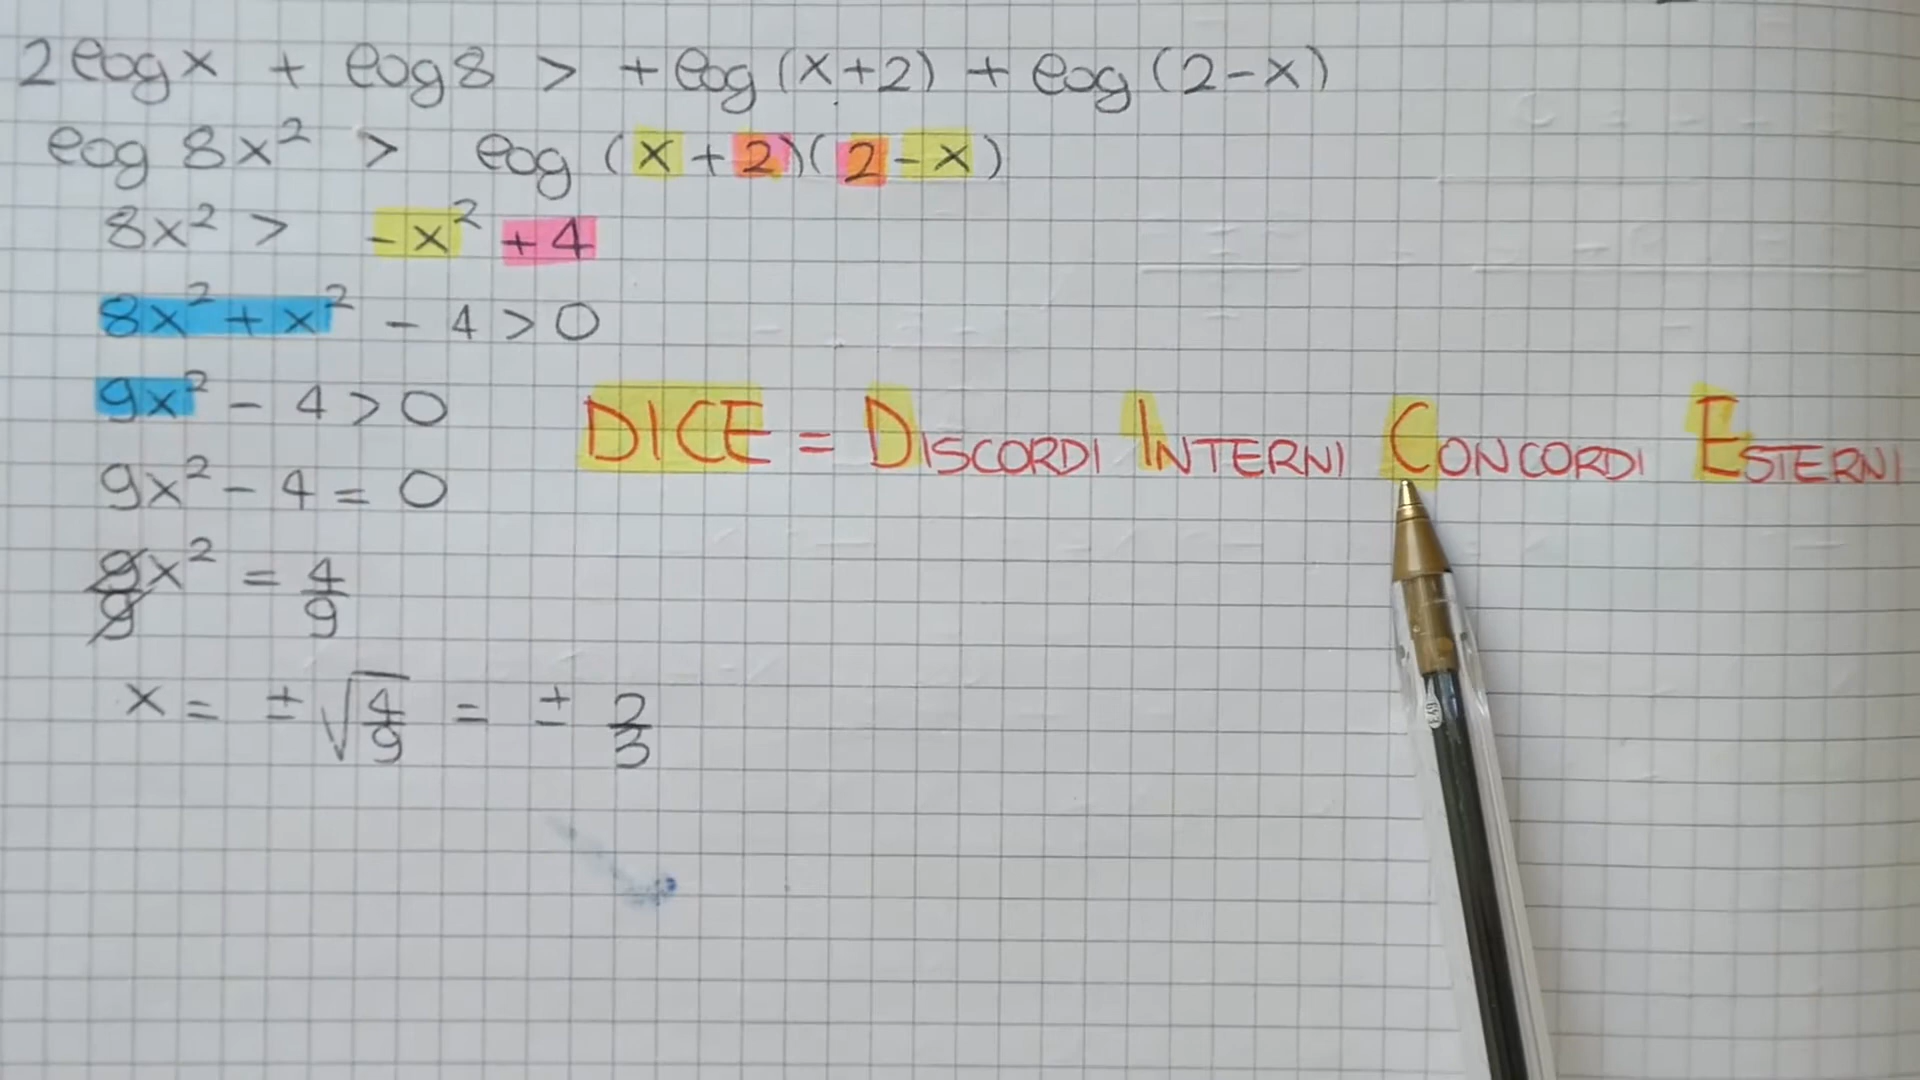 2 log x + log 8 > + log (x+2) + log (2-x)
log 8x² > log (x+2)(2-x)
8x² > -x² +4
8x² + x² - 4 > 0
9x² - 4 > 0
DICE = DISCORDI INTERNI CONCORDI ESTERNI
9x² - 4 = 0
9/9 x² = 4/9
x = ± √4/9 = ± 2/3